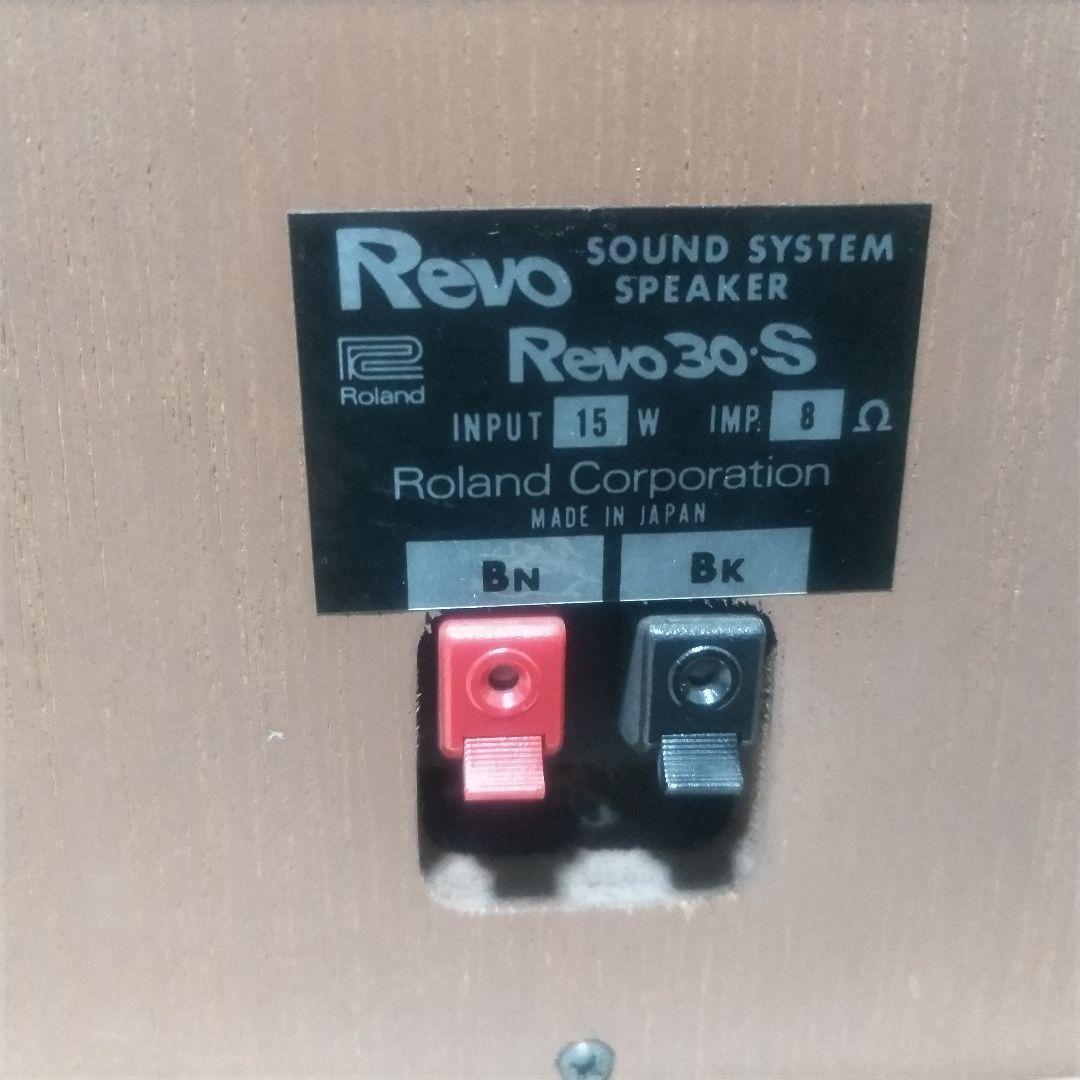 Revo SOUND SYSTEM
SPEAKER
Revo 30·S
Roland
INPUT 15 W IMP. 8 Ω
Roland Corporation
MADE IN JAPAN
BN BK